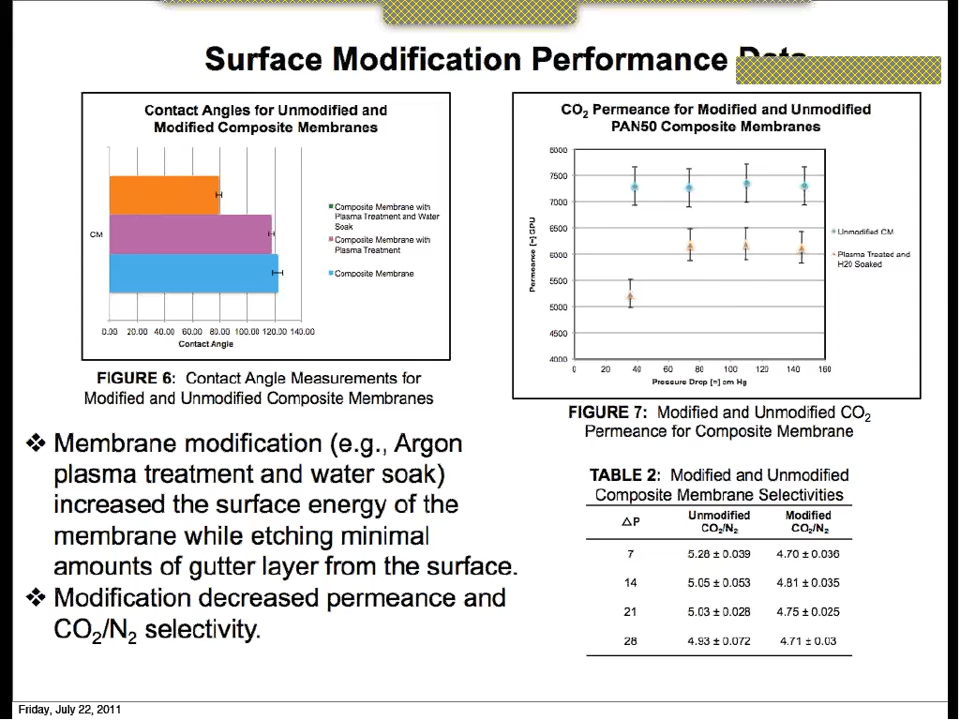 Surface Modification Performance Data
Contact Angles for Unmodified and
Modified Composite Membranes
CM
Composite Membrane with
Plasma Treatment and Water
Soak
Composite Membrane with
Plasma Treatment
Composite Membrane
0.00 20.00 40.00 60.00 80.00 100.00 120.00 140.00
Contact Angle
FIGURE 6: Contact Angle Measurements for
Modified and Unmodified Composite Membranes
CO2 Permeance for Modified and Unmodified
PAN50 Composite Membranes
Permeance [=] GPU
8000
7500
7000
6500
6000
5500
5000
4500
4000
0 20 40 60 80 100 120 140 160
Pressure Drop [=] cm Hg
Unmodified CM
Plasma Treated and
H20 Soaked
FIGURE 7: Modified and Unmodified CO2
Permeance for Composite Membrane
❖ Membrane modification (e.g., Argon
plasma treatment and water soak)
increased the surface energy of the
membrane while etching minimal
amounts of gutter layer from the surface.
❖ Modification decreased permeance and
CO2/N2 selectivity.
TABLE 2: Modified and Unmodified
Composite Membrane Selectivities
△P Unmodified CO2/N2 Modified CO2/N2
7 5.28 ± 0.039 4.70 ± 0.036
14 5.05 ± 0.053 4.81 ± 0.035
21 5.03 ± 0.028 4.75 ± 0.025
28 4.93 ± 0.072 4.71 ± 0.03
Friday, July 22, 2011